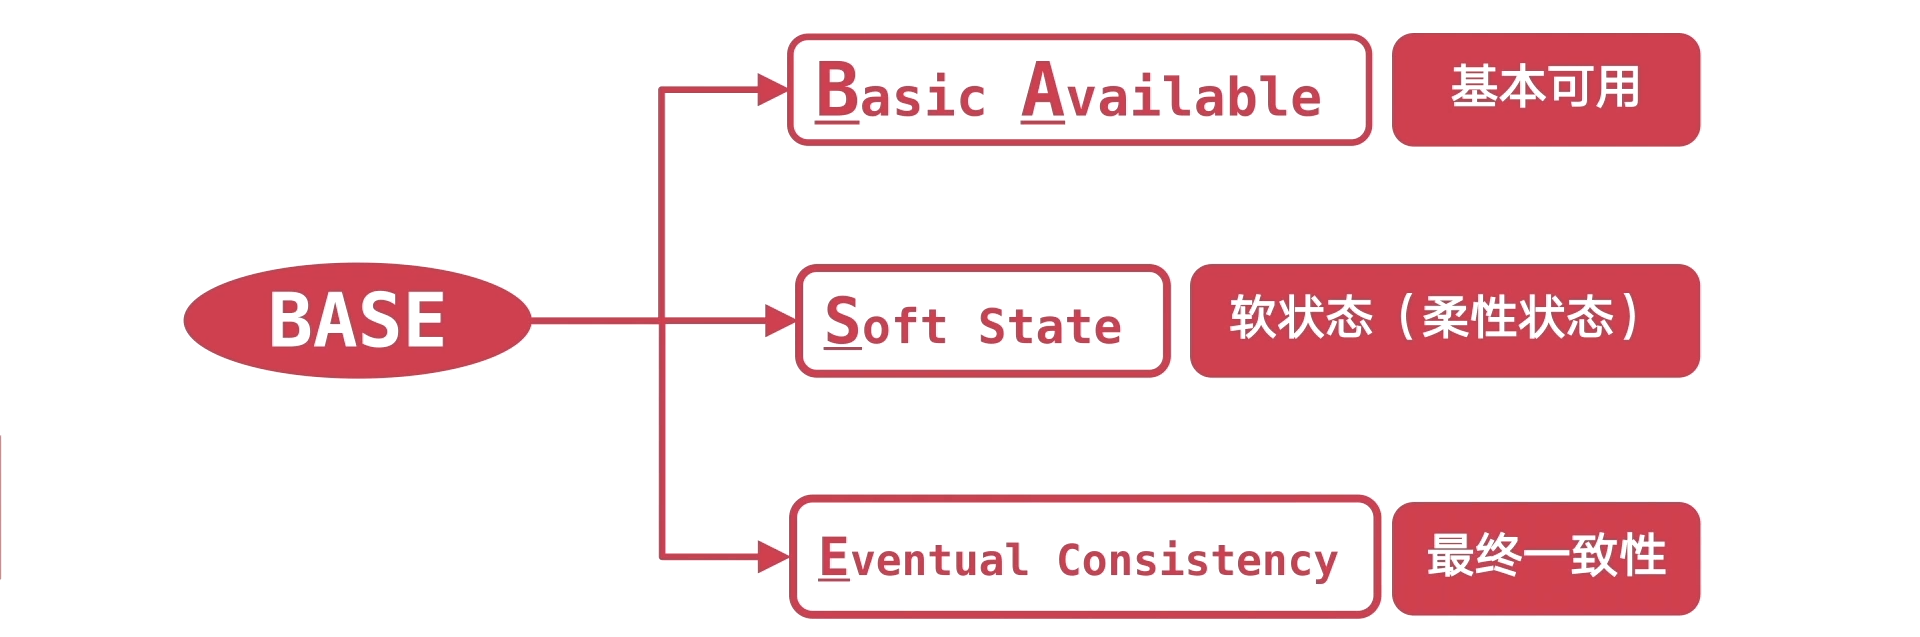 BASE
Basic Available
基本可用
Soft State
软状态（柔性状态）
Eventual Consistency
最终一致性